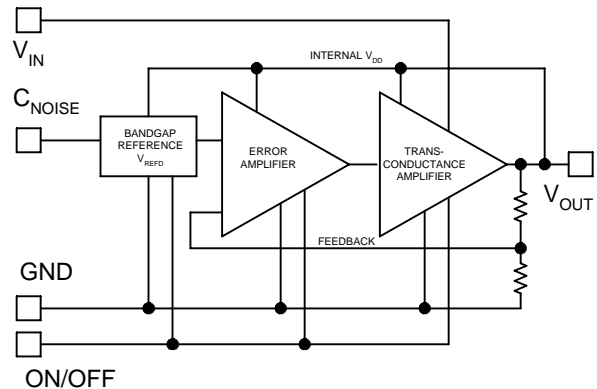 V_IN
INTERNAL V_DD
C_NOISE
BANDGAP
REFERENCE
V_REFD
ERROR
AMPLIFIER
TRANS-
CONDUCTANCE
AMPLIFIER
V_OUT
FEEDBACK
GND
ON/OFF